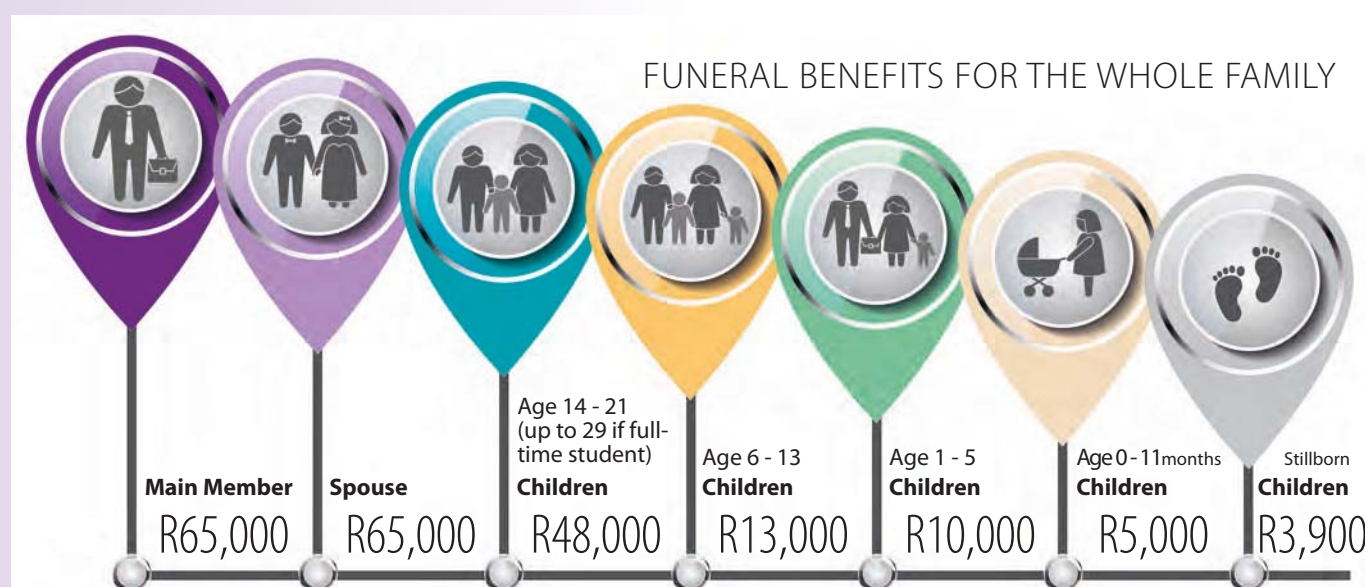 FUNERAL BENEFITS FOR THE WHOLE FAMILY
Main Member
R65,000
Spouse
R65,000
Age 14 - 21
(up to 29 if full-
time student)
Children
R48,000
Age 6 - 13
Children
R13,000
Age 1 - 5
Children
R10,000
Age 0 - 11 months
Children
R5,000
Stillborn
Children
R3,900